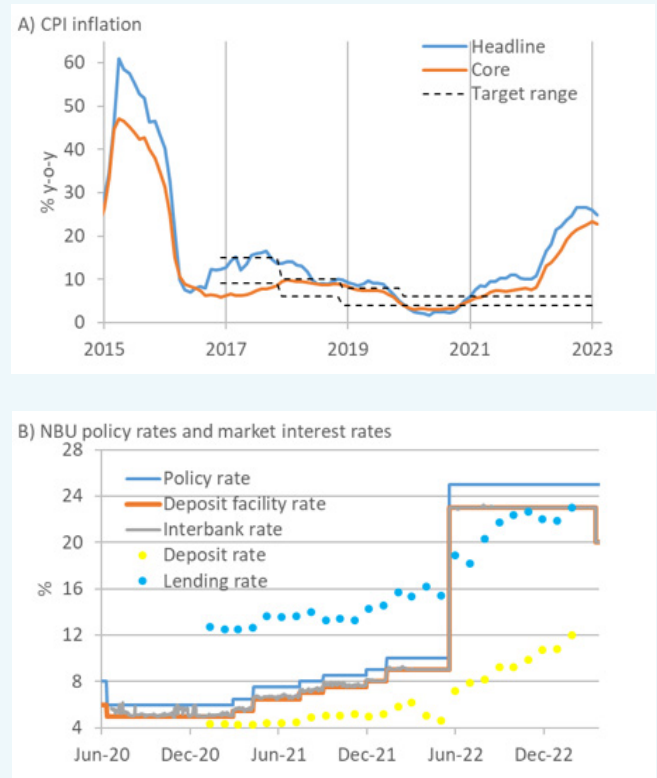 A) CPI inflation
Headline
Core
Target range
% y-o-y
60
50
40
30
20
10
0
2015
2017
2019
2021
2023
B) NBU policy rates and market interest rates
Policy rate
Deposit facility rate
Interbank rate
Deposit rate
Lending rate
%
28
24
20
16
12
8
4
Jun-20
Dec-20
Jun-21
Dec-21
Jun-22
Dec-22